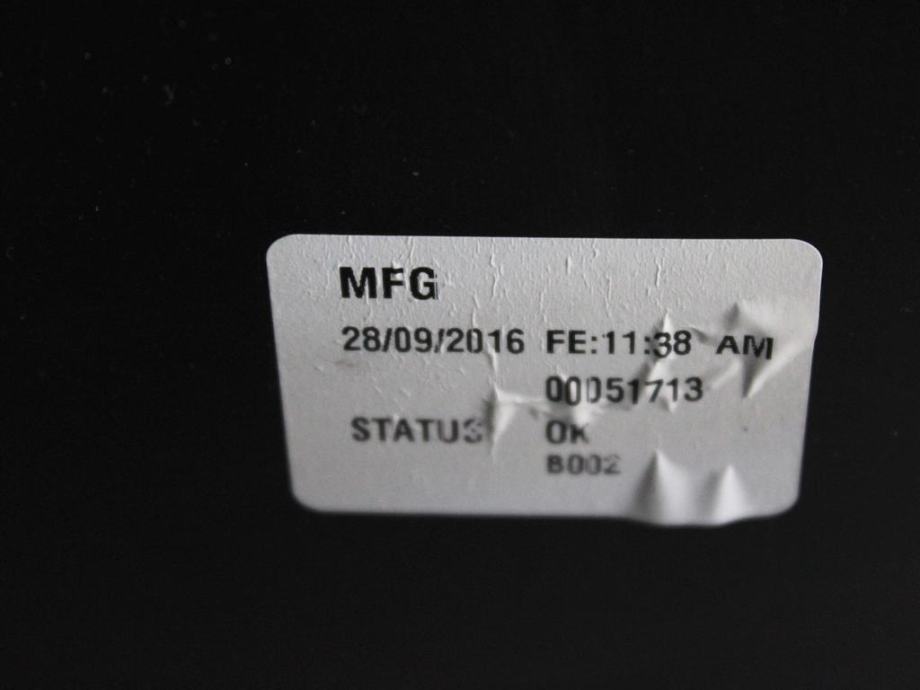 MFG
28/09/2016 FE:11:38 AM
00051713
STATUS OK
B002